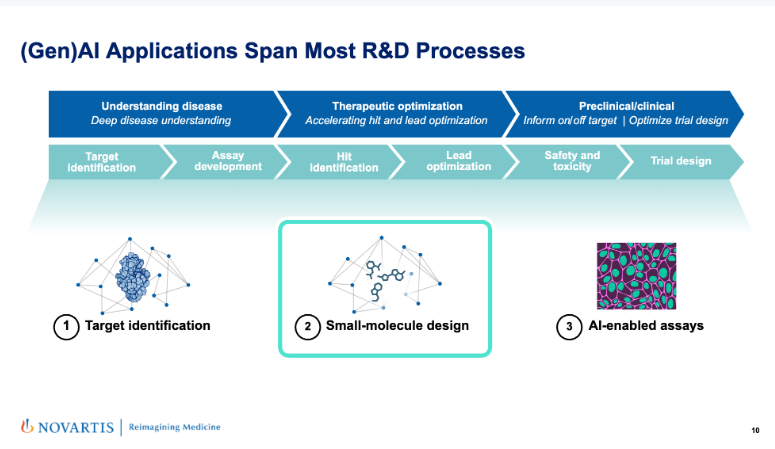 (Gen)AI Applications Span Most R&D Processes
Understanding disease
Deep disease understanding
Therapeutic optimization
Accelerating hit and lead optimization
Preclinical/clinical
Inform on/off target | Optimize trial design
Target
identification
Assay
development
Hit
identification
Lead
optimization
Safety and
toxicity
Trial design
1 Target identification
2 Small-molecule design
3 AI-enabled assays
NOVARTIS | Reimagining Medicine
10